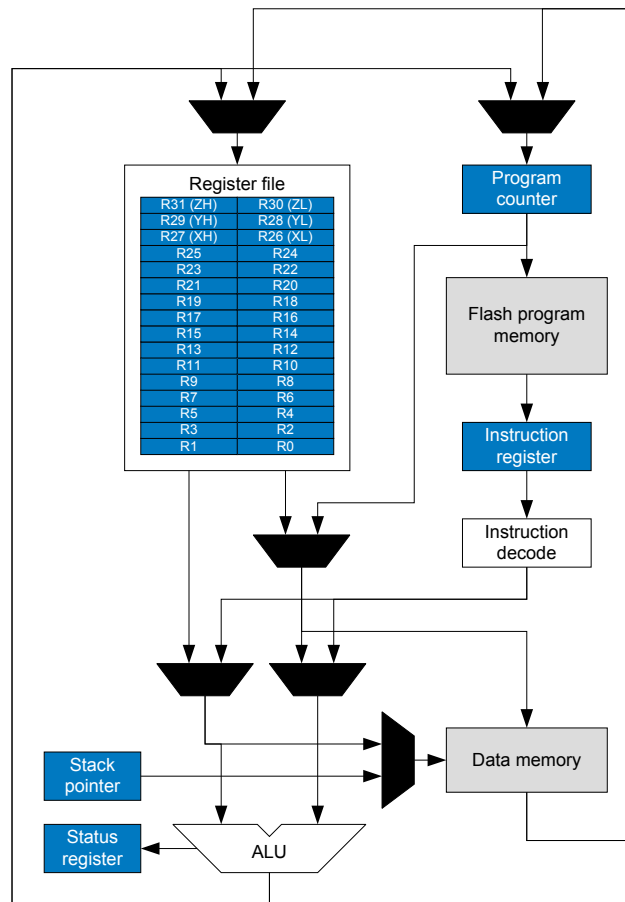 Register file
R31 (ZH) R30 (ZL)
R29 (YH) R28 (YL)
R27 (XH) R26 (XL)
R25 R24
R23 R22
R21 R20
R19 R18
R17 R16
R15 R14
R13 R12
R11 R10
R9 R8
R7 R6
R5 R4
R3 R2
R1 R0
Program
counter
Flash program
memory
Instruction
register
Instruction
decode
Stack
pointer
Data memory
Status
register
ALU